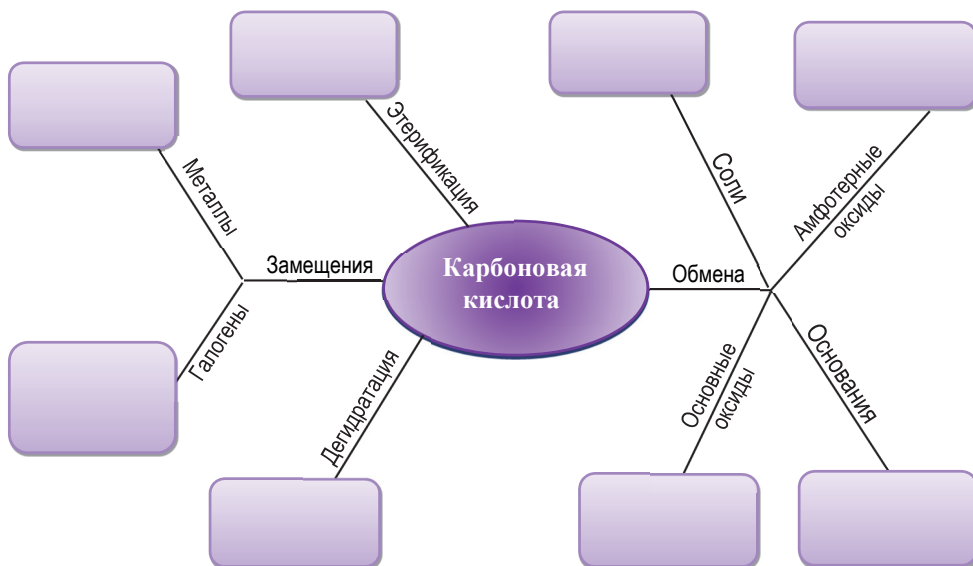 Этерификация
Металлы
Соли
Амфотерные
оксиды
Замещения
Карбоновая
кислота
Обмена
Галогены
Дегидратация
Основные
оксиды
Основания